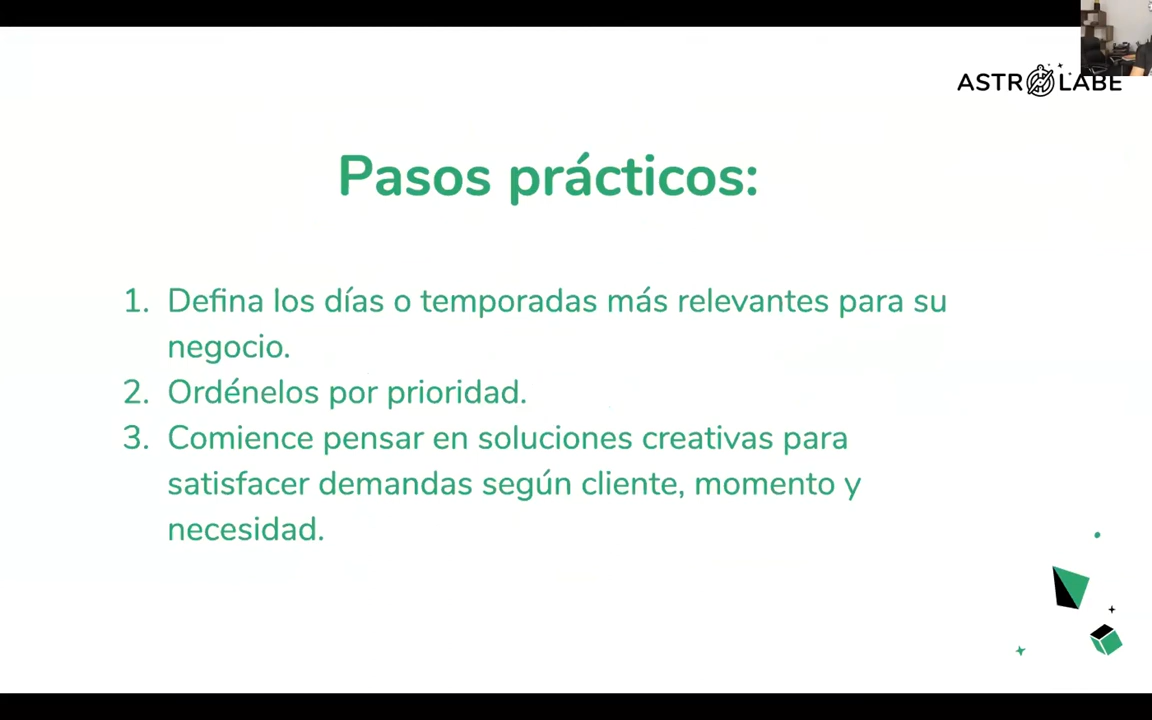 ASTROLABE
Pasos prácticos:
1. Defina los días o temporadas más relevantes para su
negocio.
2. Ordénelos por prioridad.
3. Comience pensar en soluciones creativas para
satisfacer demandas según cliente, momento y
necesidad.